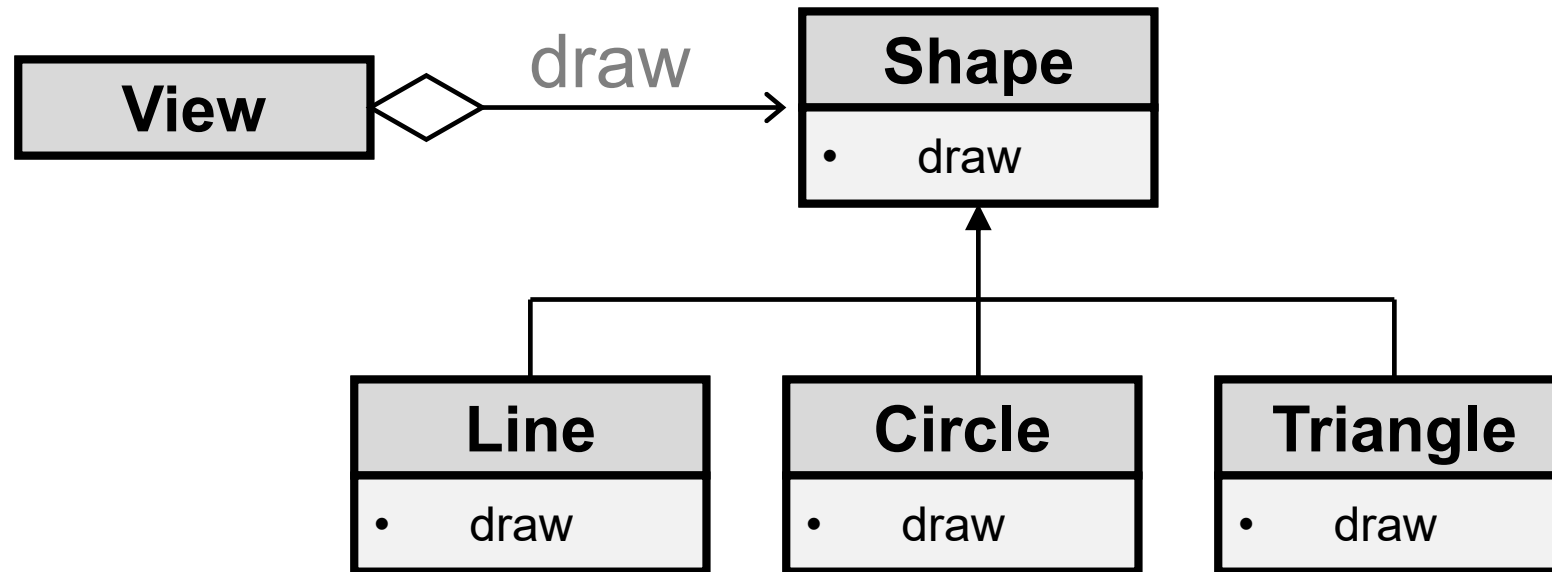 View
draw
Shape
• draw
Line
• draw
Circle
• draw
Triangle
• draw